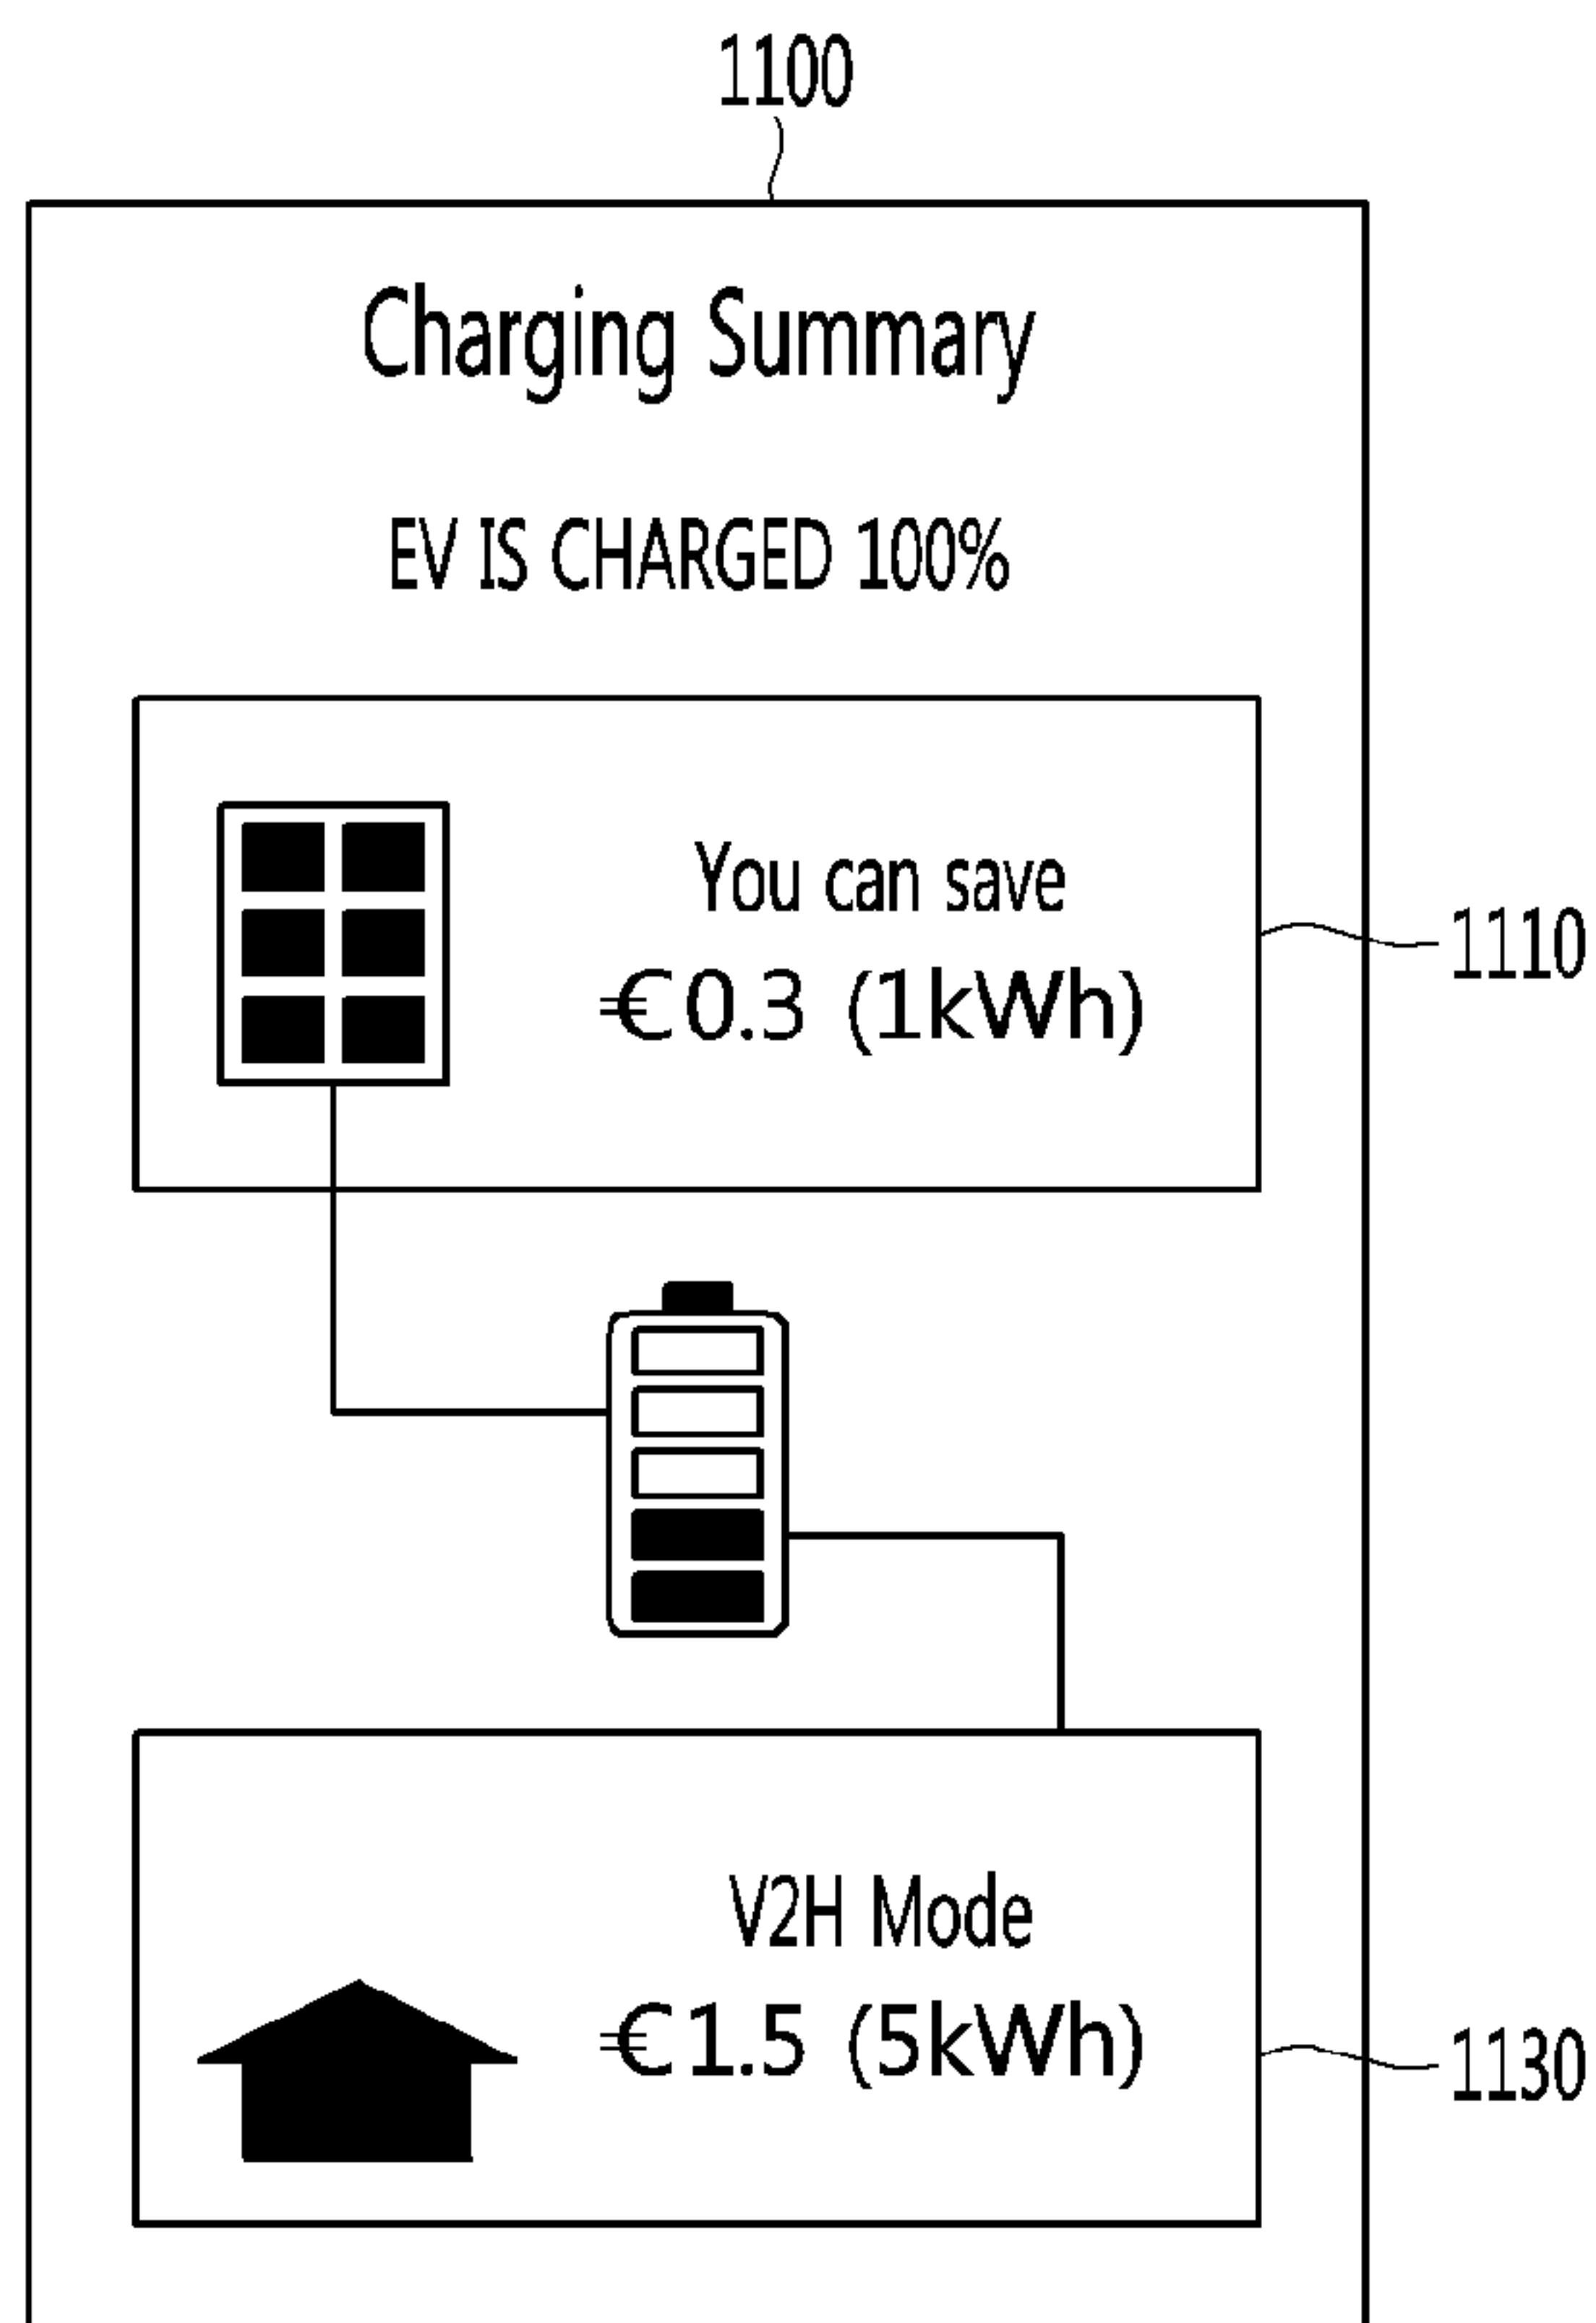 1100
Charging Summary
EV IS CHARGED 100%
You can save
€0.3 (1kWh)
1110
V2H Mode
€1.5 (5kWh)
1130